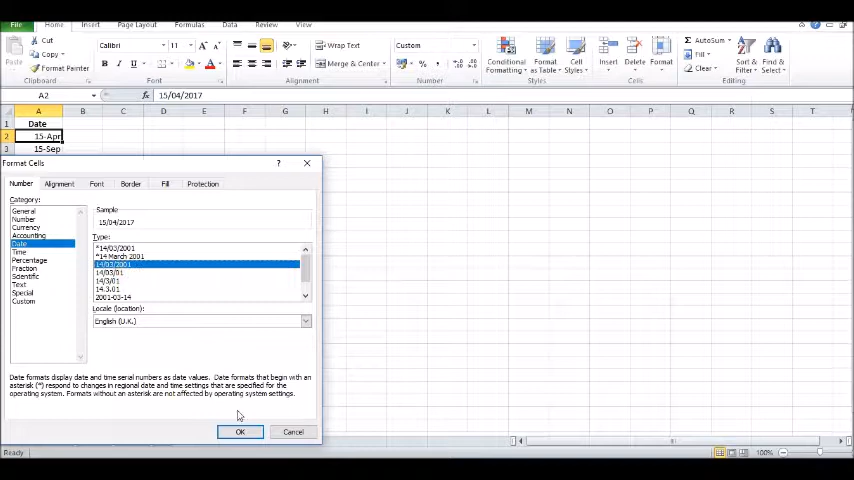 File Home Insert Page Layout Formulas Data Review View
Cut Calibri 11 Wrap Text Custom AutoSum
Copy Fill
Paste Format Painter B I U Merge & Center % , Conditional Formatting Format as Table Cell Styles Insert Delete Format Clear Sort & Filter Find & Select
Clipboard Font Alignment Number Styles Cells Editing
A2 fx 15/04/2017
A B C D E F G H I J K L M N O P Q R S T
1 Date
2 15-Apr
3 15-Sep
Format Cells ?
Number Alignment Font Border Fill Protection
Category:
General
Number
Currency
Accounting
Date
Time
Percentage
Fraction
Scientific
Text
Special
Custom
Sample
15/04/2017
Type:
*14/03/2001
*14 March 2001
14/03/2001
14/03/01
14/3/01
14.3.01
2001-03-14
Locale (location):
English (U.K.)
Date formats display date and time serial numbers as date values. Date formats that begin with an
asterisk (*) respond to changes in regional date and time settings that are specified for the
operating system. Formats without an asterisk are not affected by operating system settings.
OK Cancel
Ready 100%